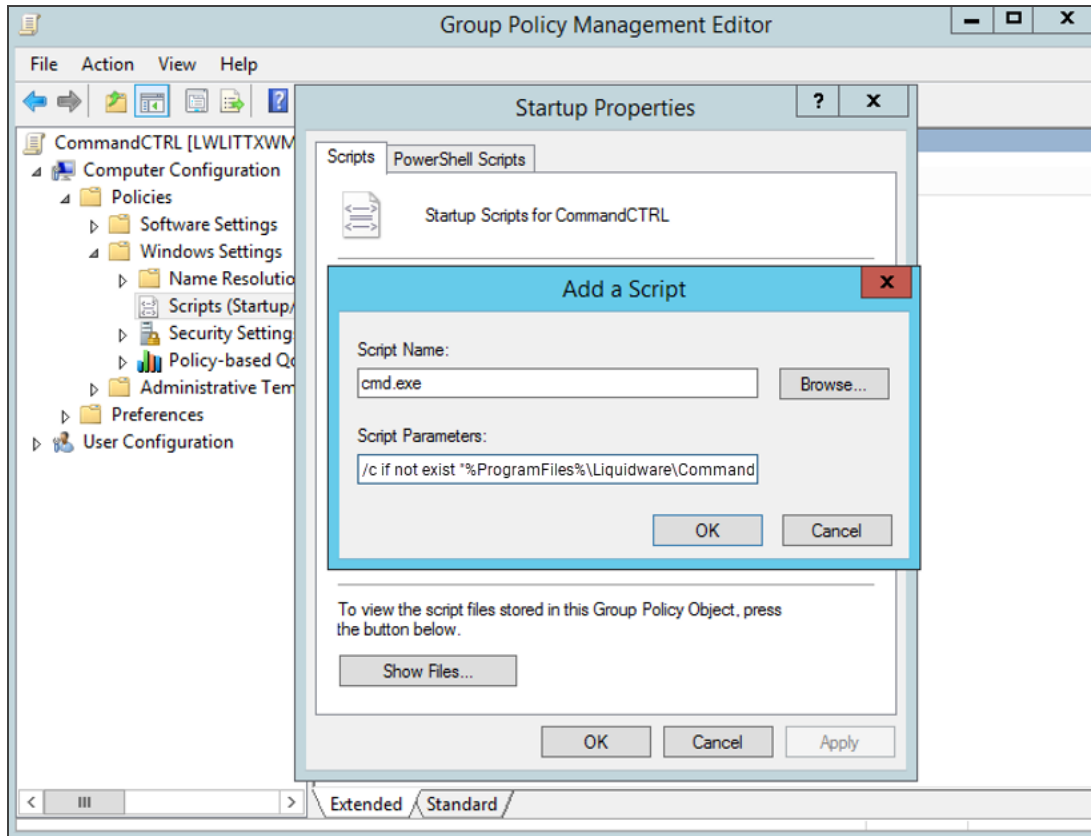 Group Policy Management Editor
File Action View Help
Startup Properties
? x
CommandCTRL [LWLITTXWM
Computer Configuration
Policies
Software Settings
Windows Settings
Name Resolutio
Scripts (Startup/
Security Setting
Policy-based Qo
Administrative Tem
Preferences
User Configuration
Scripts PowerShell Scripts
Startup Scripts for CommandCTRL
Add a Script
x
Script Name:
cmd.exe
Browse...
Script Parameters:
/c if not exist "%ProgramFiles%\Liquidware\Command
OK Cancel
To view the script files stored in this Group Policy Object, press
the button below.
Show Files...
OK Cancel Apply
Extended Standard